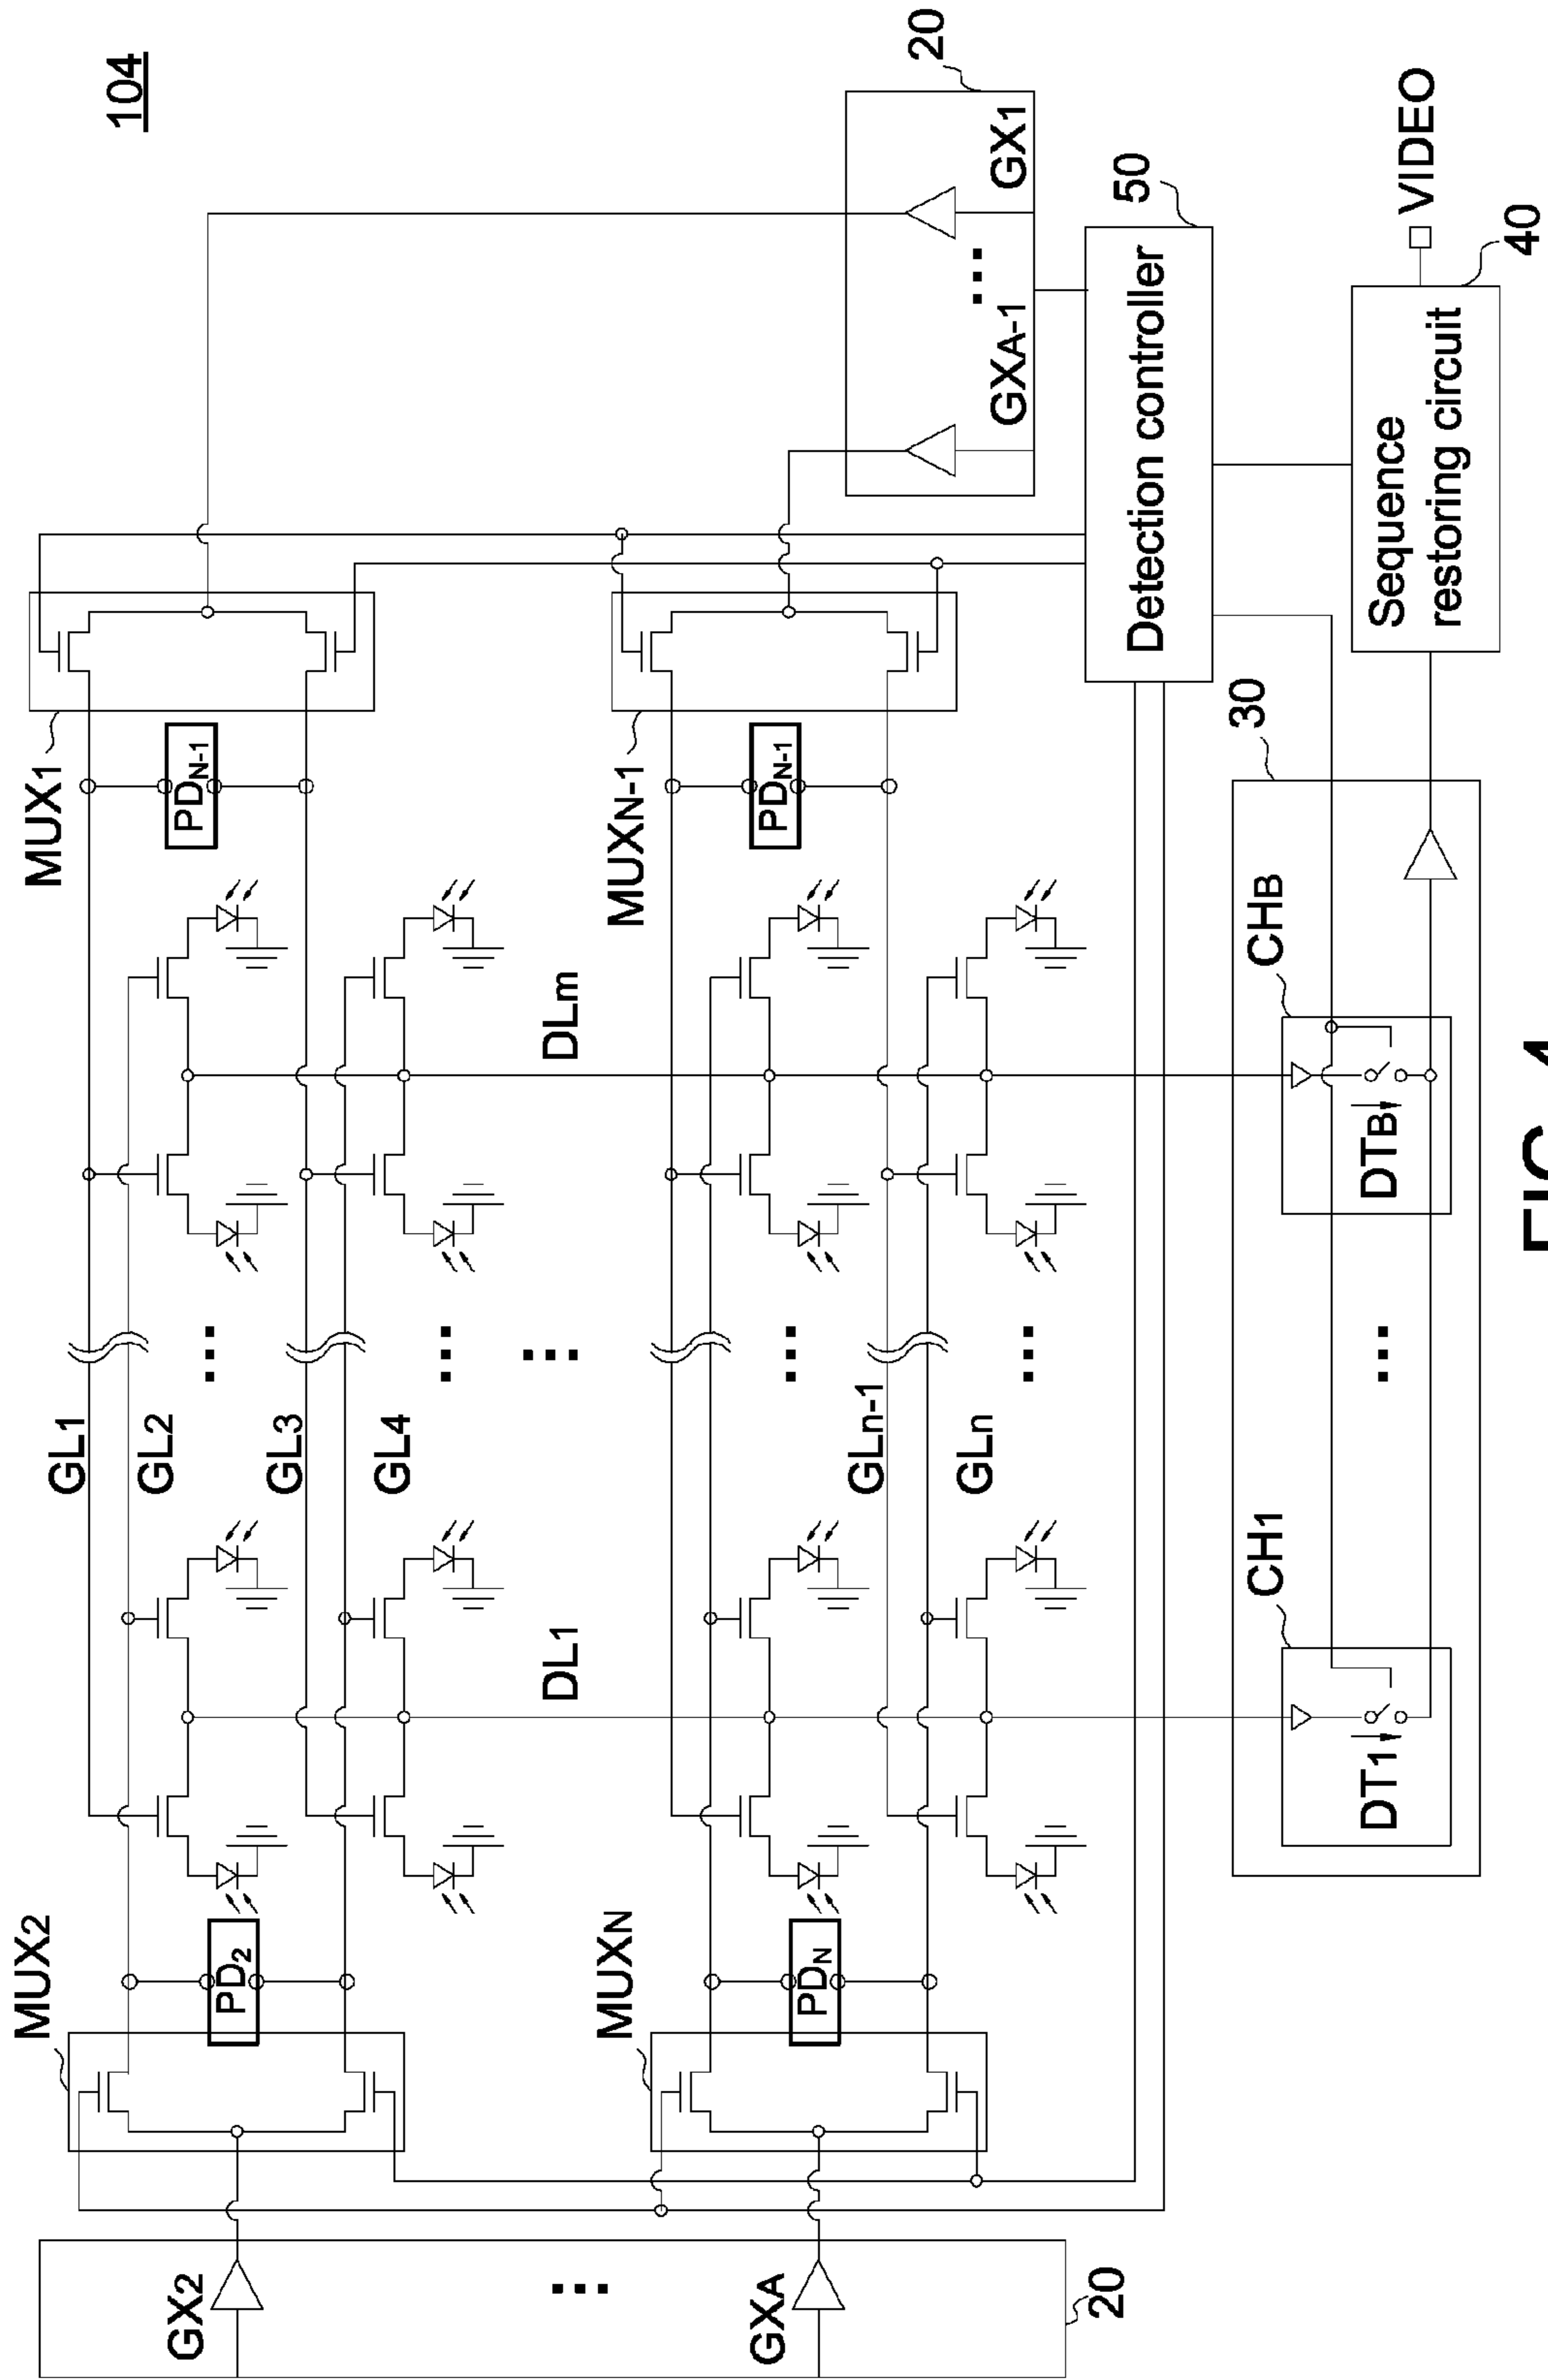 104
MUX2
MUX1
GX2
PD2
GL1
GL2
GL3
GL4
PDN-1
DL1
DLm
MUXN
MUXN-1
GXA
PDN
GLn-1
GLn
PDN-1
20
20
GXA-1
GX1
50
Detection controller
30
CH1
CHB
DT1
DTB
Sequence
restoring circuit
VIDEO
40